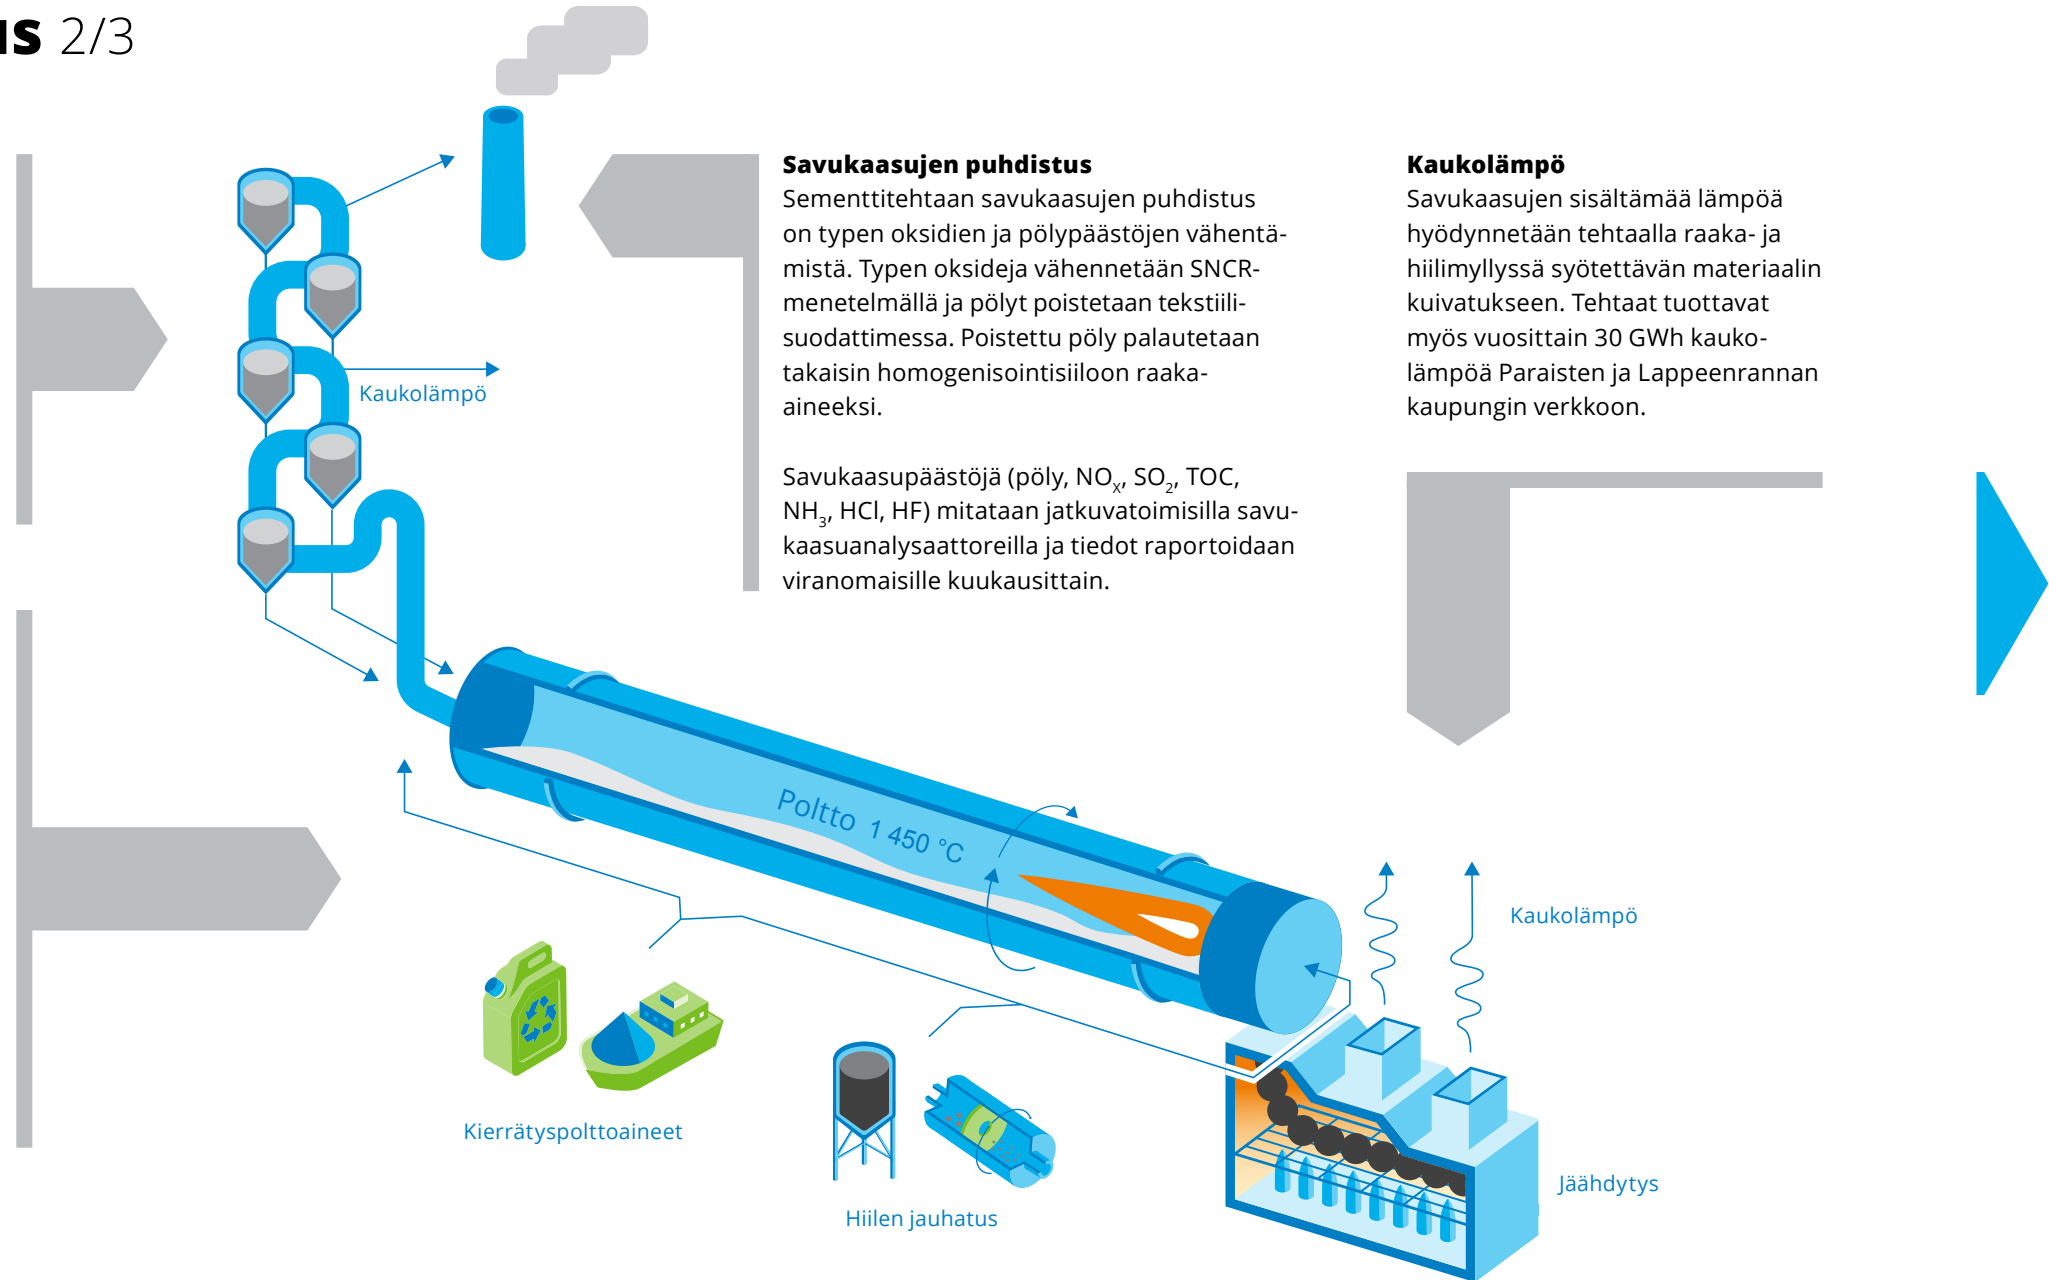 us 2/3
Savukaasujen puhdistus
Sementtitehtaan savukaasujen puhdistus
on typen oksidien ja pölypäästöjen vähentä-
mistä. Typen oksideja vähennetään SNCR-
menetelmällä ja pölyt poistetaan tekstiili-
suodattimessa. Poistettu pöly palautetaan
takaisin homogenisointisiiloon raaka-
aineeksi.
Savukaasupäästöjä (pöly, NOₓ, SO₂, TOC,
NH₃, HCl, HF) mitataan jatkuvatoimisilla savu-
kaasuanalysaattoreilla ja tiedot raportoidaan
viranomaisille kuukausittain.
Kaukolämpö
Savukaasujen sisältämää lämpöä
hyödynnetään tehtaalla raaka- ja
hiilimyllyssä syötettävän materiaalin
kuivatukseen. Tehtaat tuottavat
myös vuosittain 30 GWh kauko-
lämpöä Paraisten ja Lappeenrannan
kaupungin verkkoon.
Kaukolämpö
Poltto 1 450 °C
Kaukolämpö
Kierrätyspolttoaineet
Hiilen jauhatus
Jäähdytys